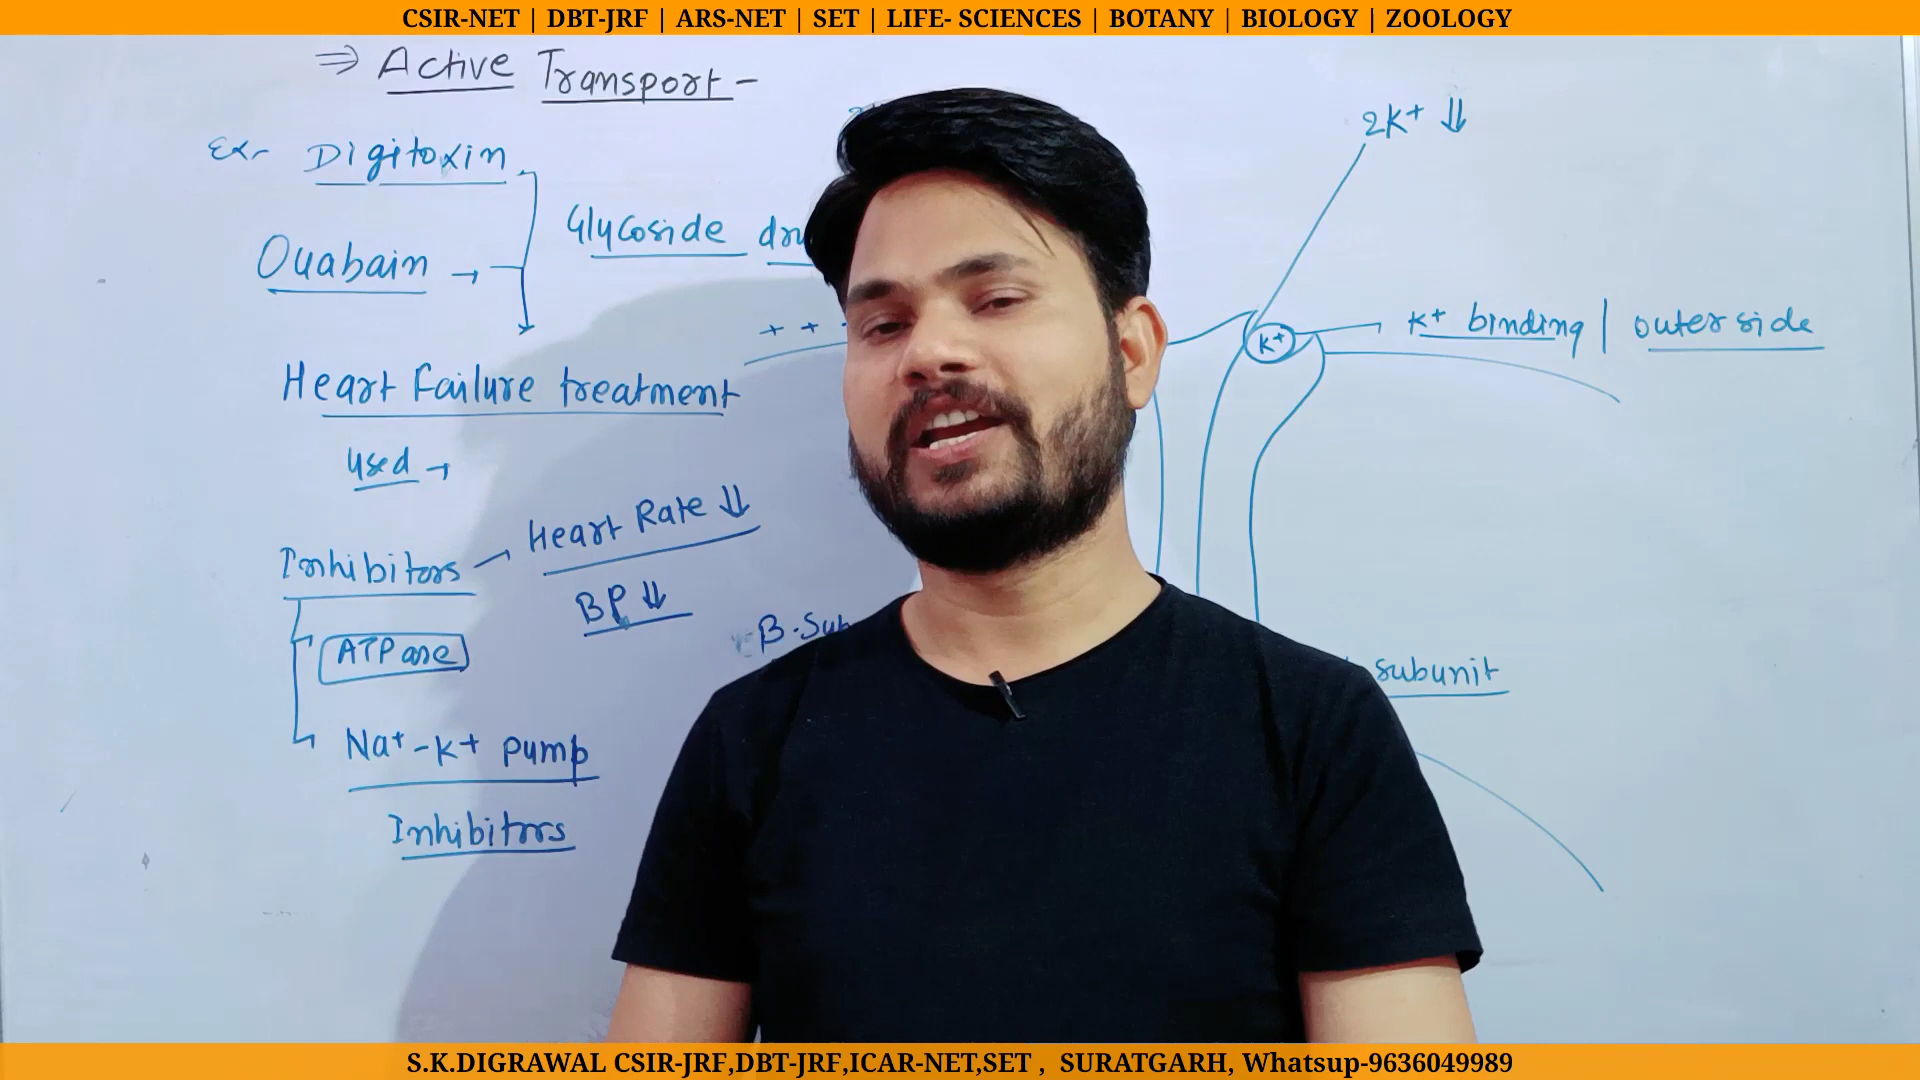 CSIR-NET | DBT-JRF | ARS-NET | SET | LIFE- SCIENCES | BOTANY | BIOLOGY | ZOOLOGY
⇒ Active Transport -
Ex- Digitoxin
Ouabain →
Glycoside
Heart Failure treatment
used →
Inhibitors
Heart Rate ⇓
BP ⇓
ATPase
Na+-K+ pump
Inhibitors
+ +
2K+ ⇓
K+
K+ binding | outer side
β-Sub
subunit
S.K.DIGRAWAL CSIR-JRF,DBT-JRF,ICAR-NET,SET , SURATGARH, Whatsup-9636049989